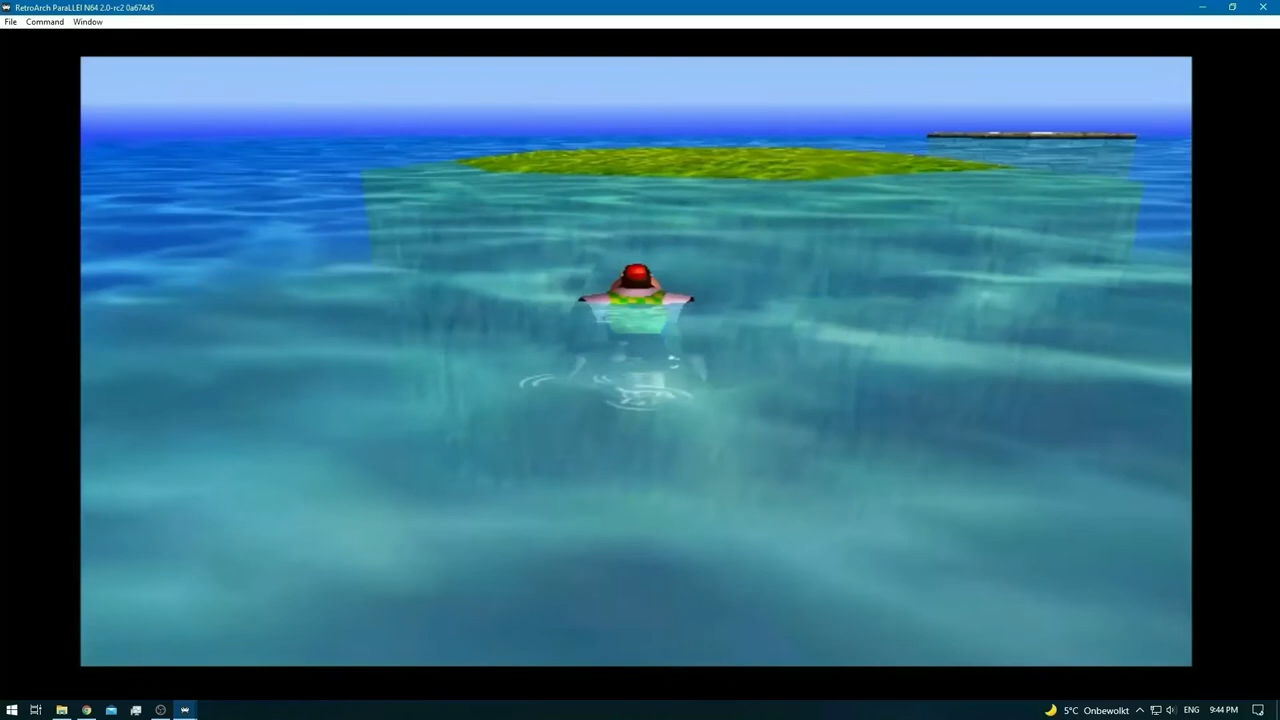 RetroArch ParaLLEl N64 2.0-rc2 0a67445
File Command Window
5°C Onbewolkt ENG 9:44 PM